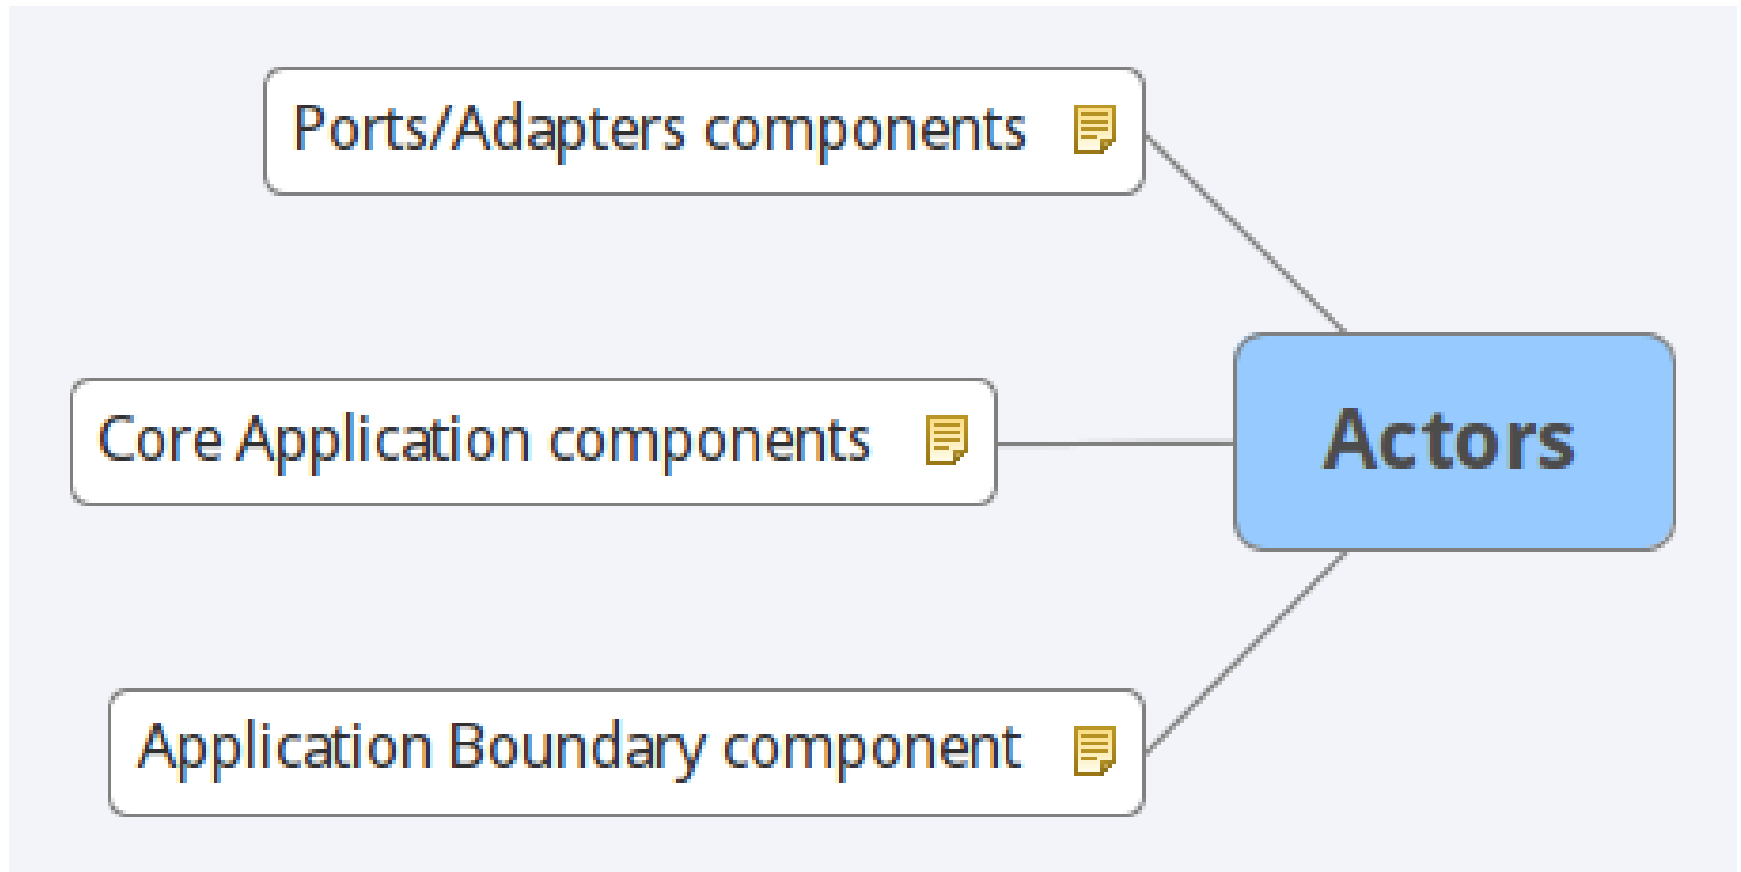 Ports/Adapters components
Core Application components
Actors
Application Boundary component